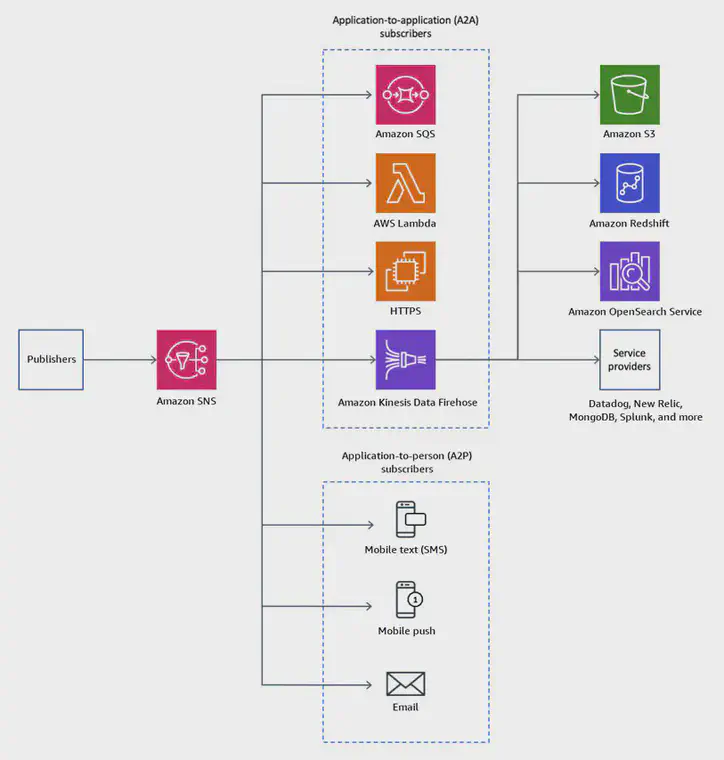 Application-to-application (A2A)
subscribers
Amazon SQS
Amazon S3
AWS Lambda
Amazon Redshift
HTTPS
Amazon OpenSearch Service
Publishers
Amazon SNS
Amazon Kinesis Data Firehose
Service
providers
Datadog, New Relic,
MongoDB, Splunk, and more
Application-to-person (A2P)
subscribers
Mobile text (SMS)
1
Mobile push
Email